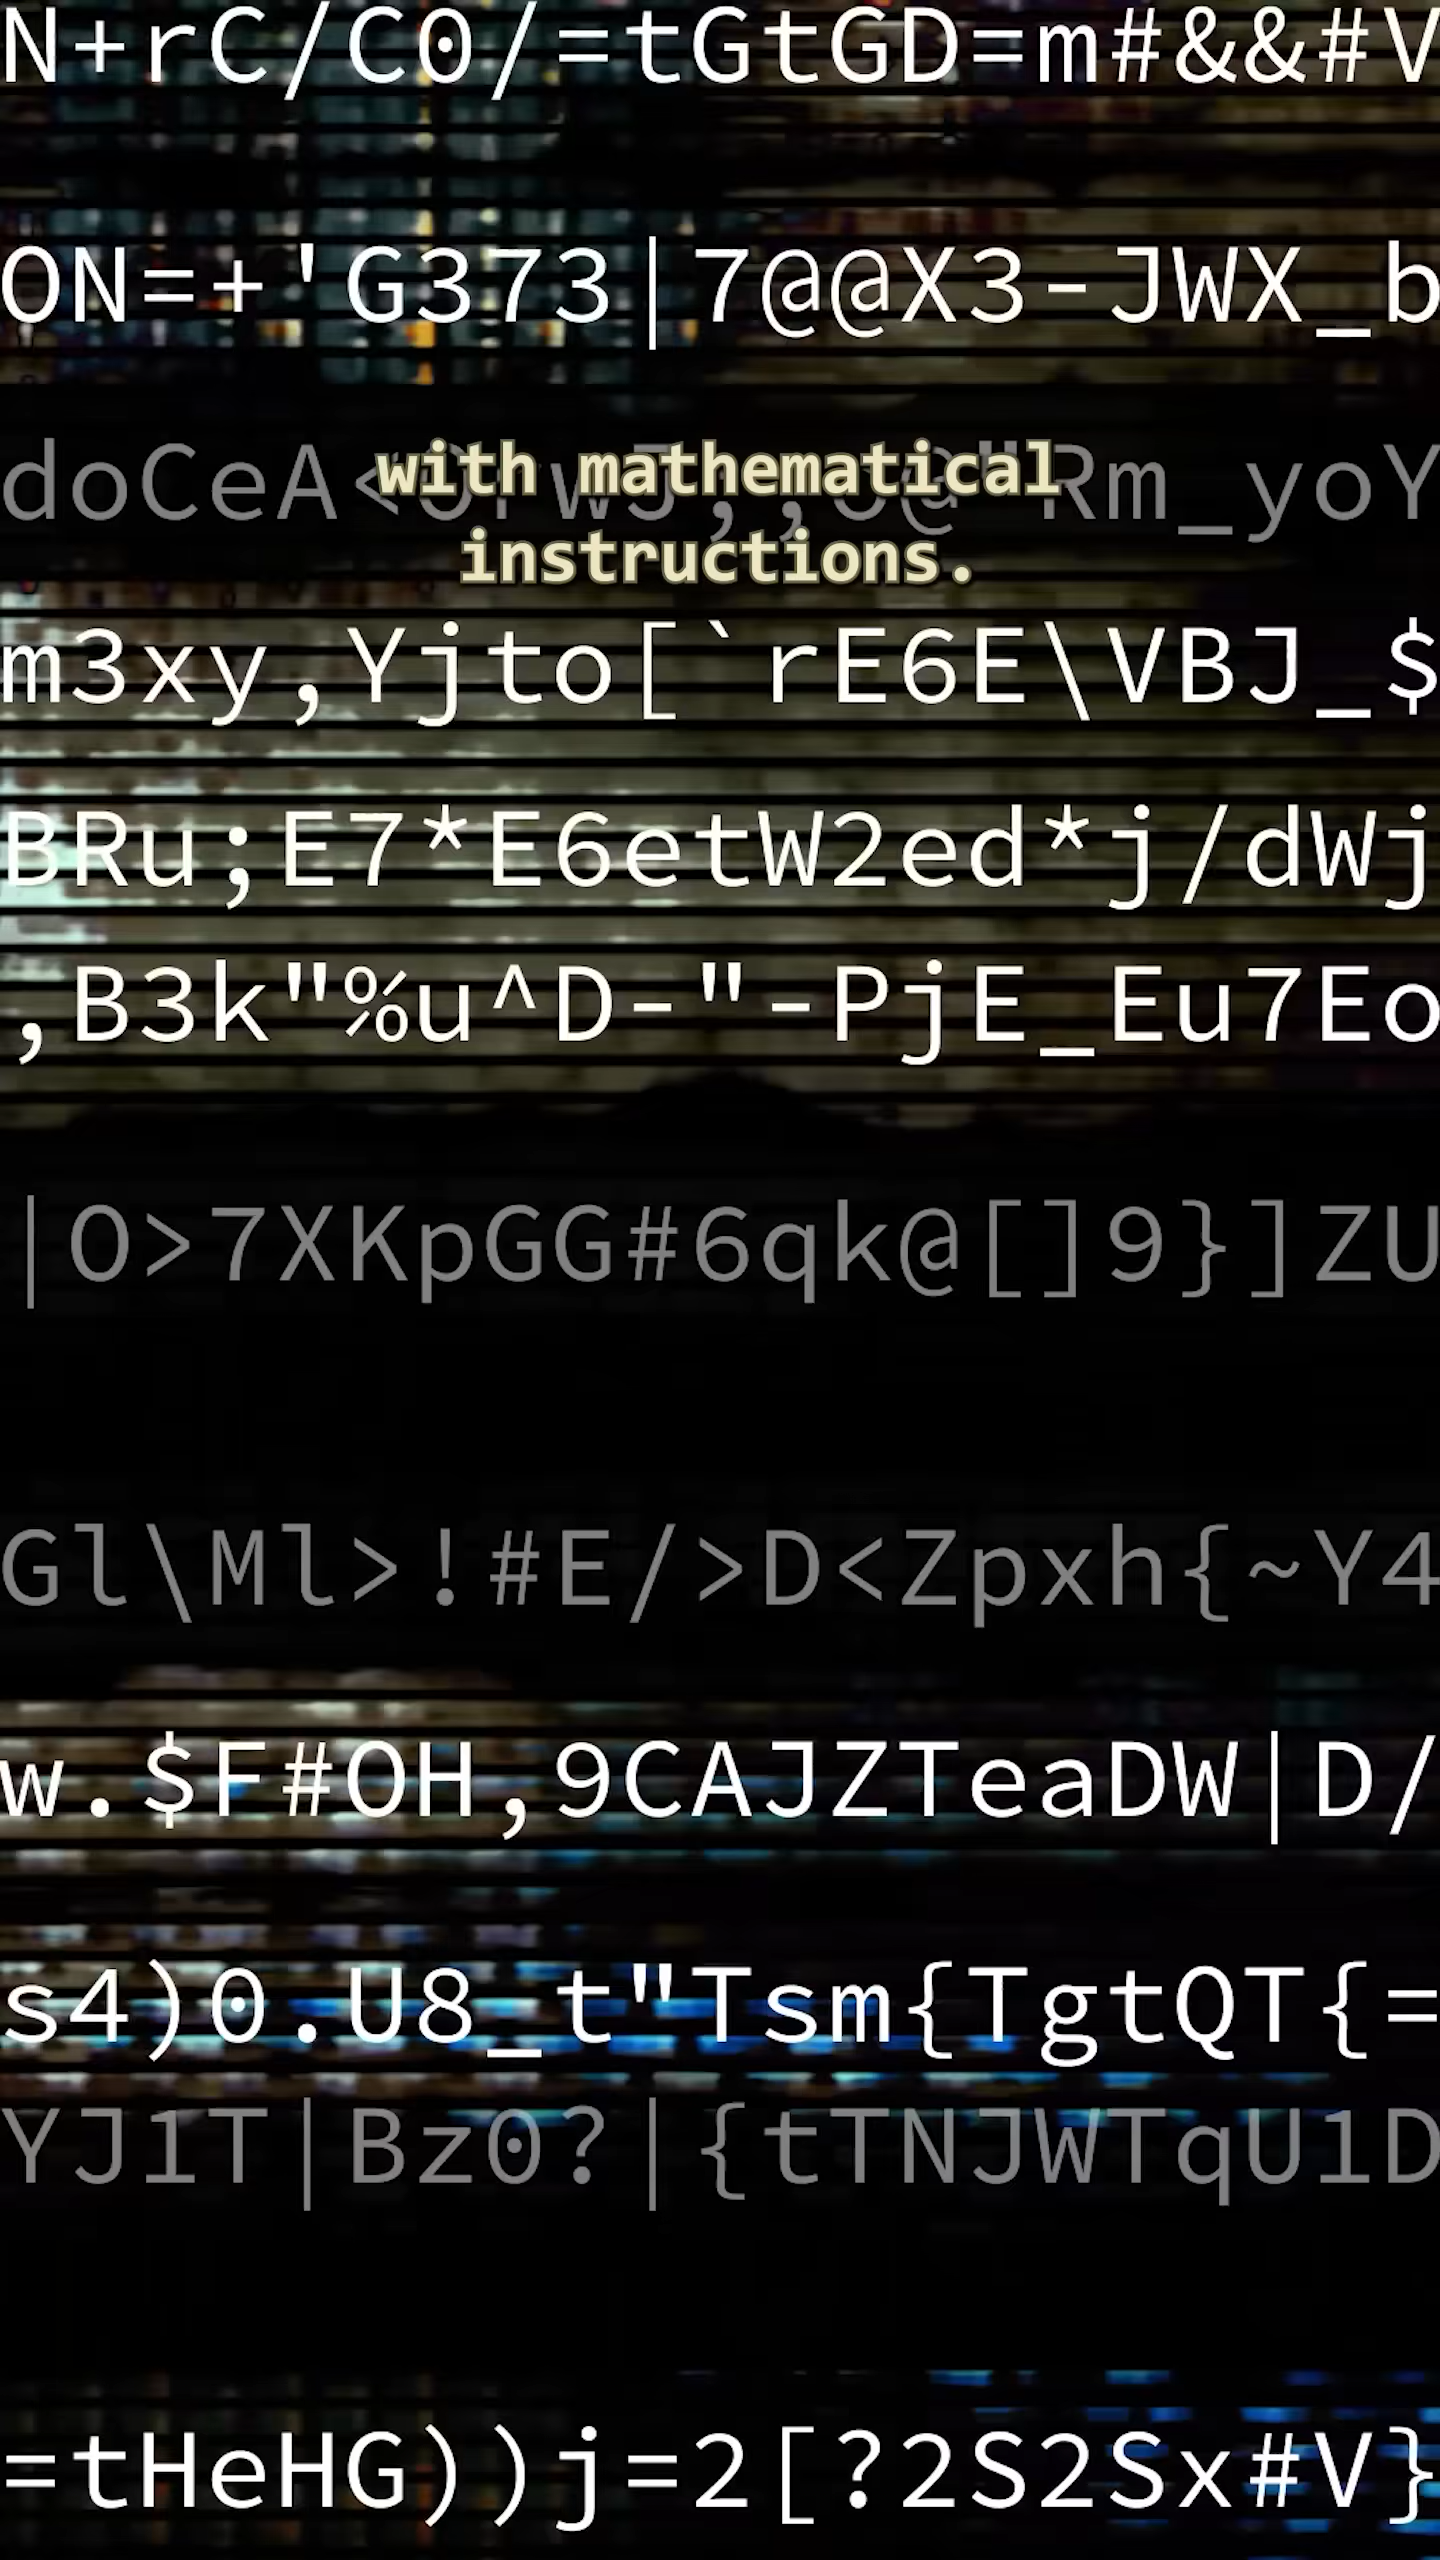 N+rC/C0/=tGtGD=m#&&#V
ON=+'G373|7@@X3-JWX_b
with mathematical
instructions.
m3xy,Yjto[`rE6E\VBJ_$
BRu;E7*E6etW2ed*j/dWj
,B3k"%u^D-"-PjE_Eu7Eo
|O>7XKpGG#6qk@[]9}]ZU
Gl\Ml>!#E/>D<Zpxh{~Y4
w.$F#OH,9CAJZTeaDW|D/
s4)0.U8_t"Tsm{TgtQT{=
YJ1T|Bz0?|{tTNJWTqU1D
=tHeHG))j=2[?2S2Sx#V}